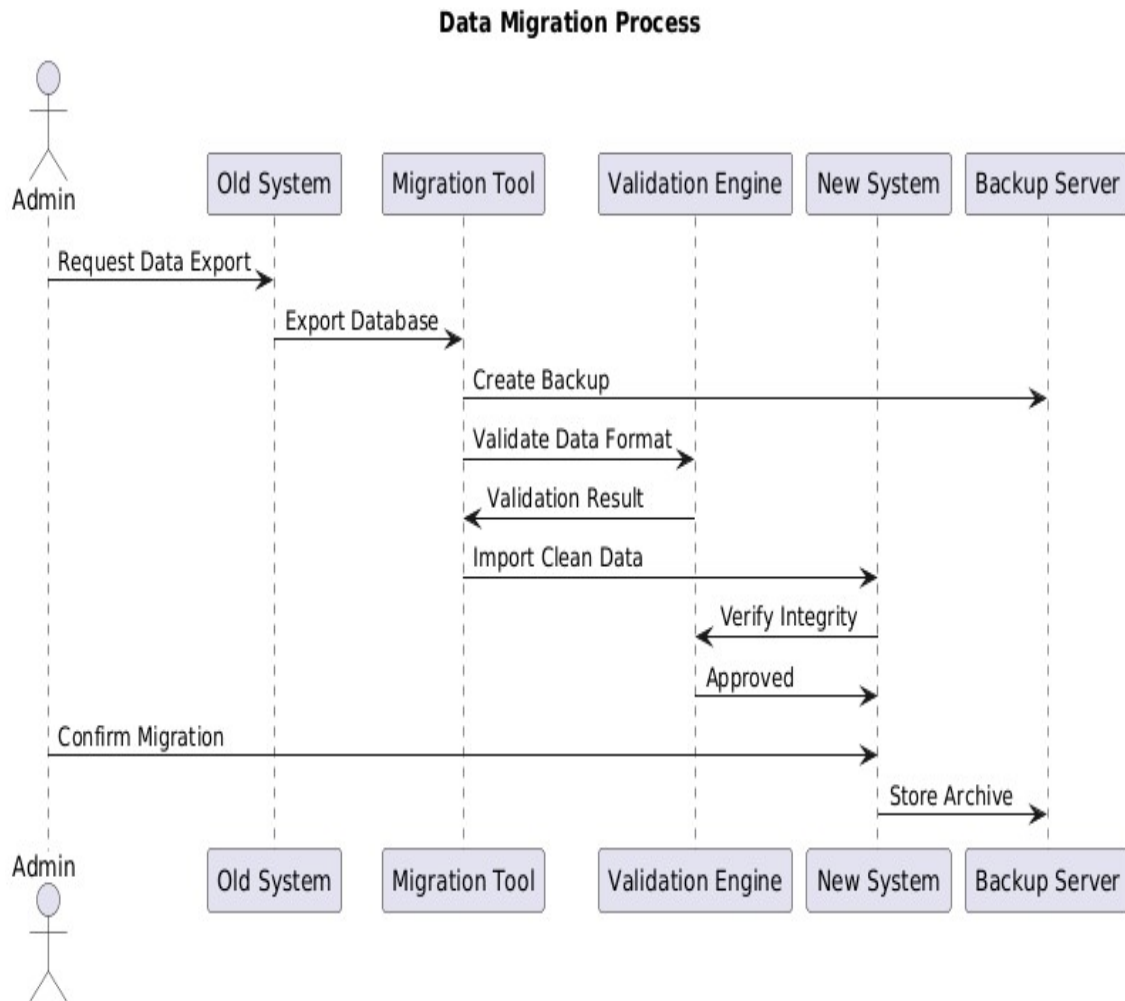 Data Migration Process
Admin
Old System
Migration Tool
Validation Engine
New System
Backup Server
Request Data Export
Export Database
Create Backup
Validate Data Format
Validation Result
Import Clean Data
Verify Integrity
Approved
Confirm Migration
Store Archive
Admin
Old System
Migration Tool
Validation Engine
New System
Backup Server